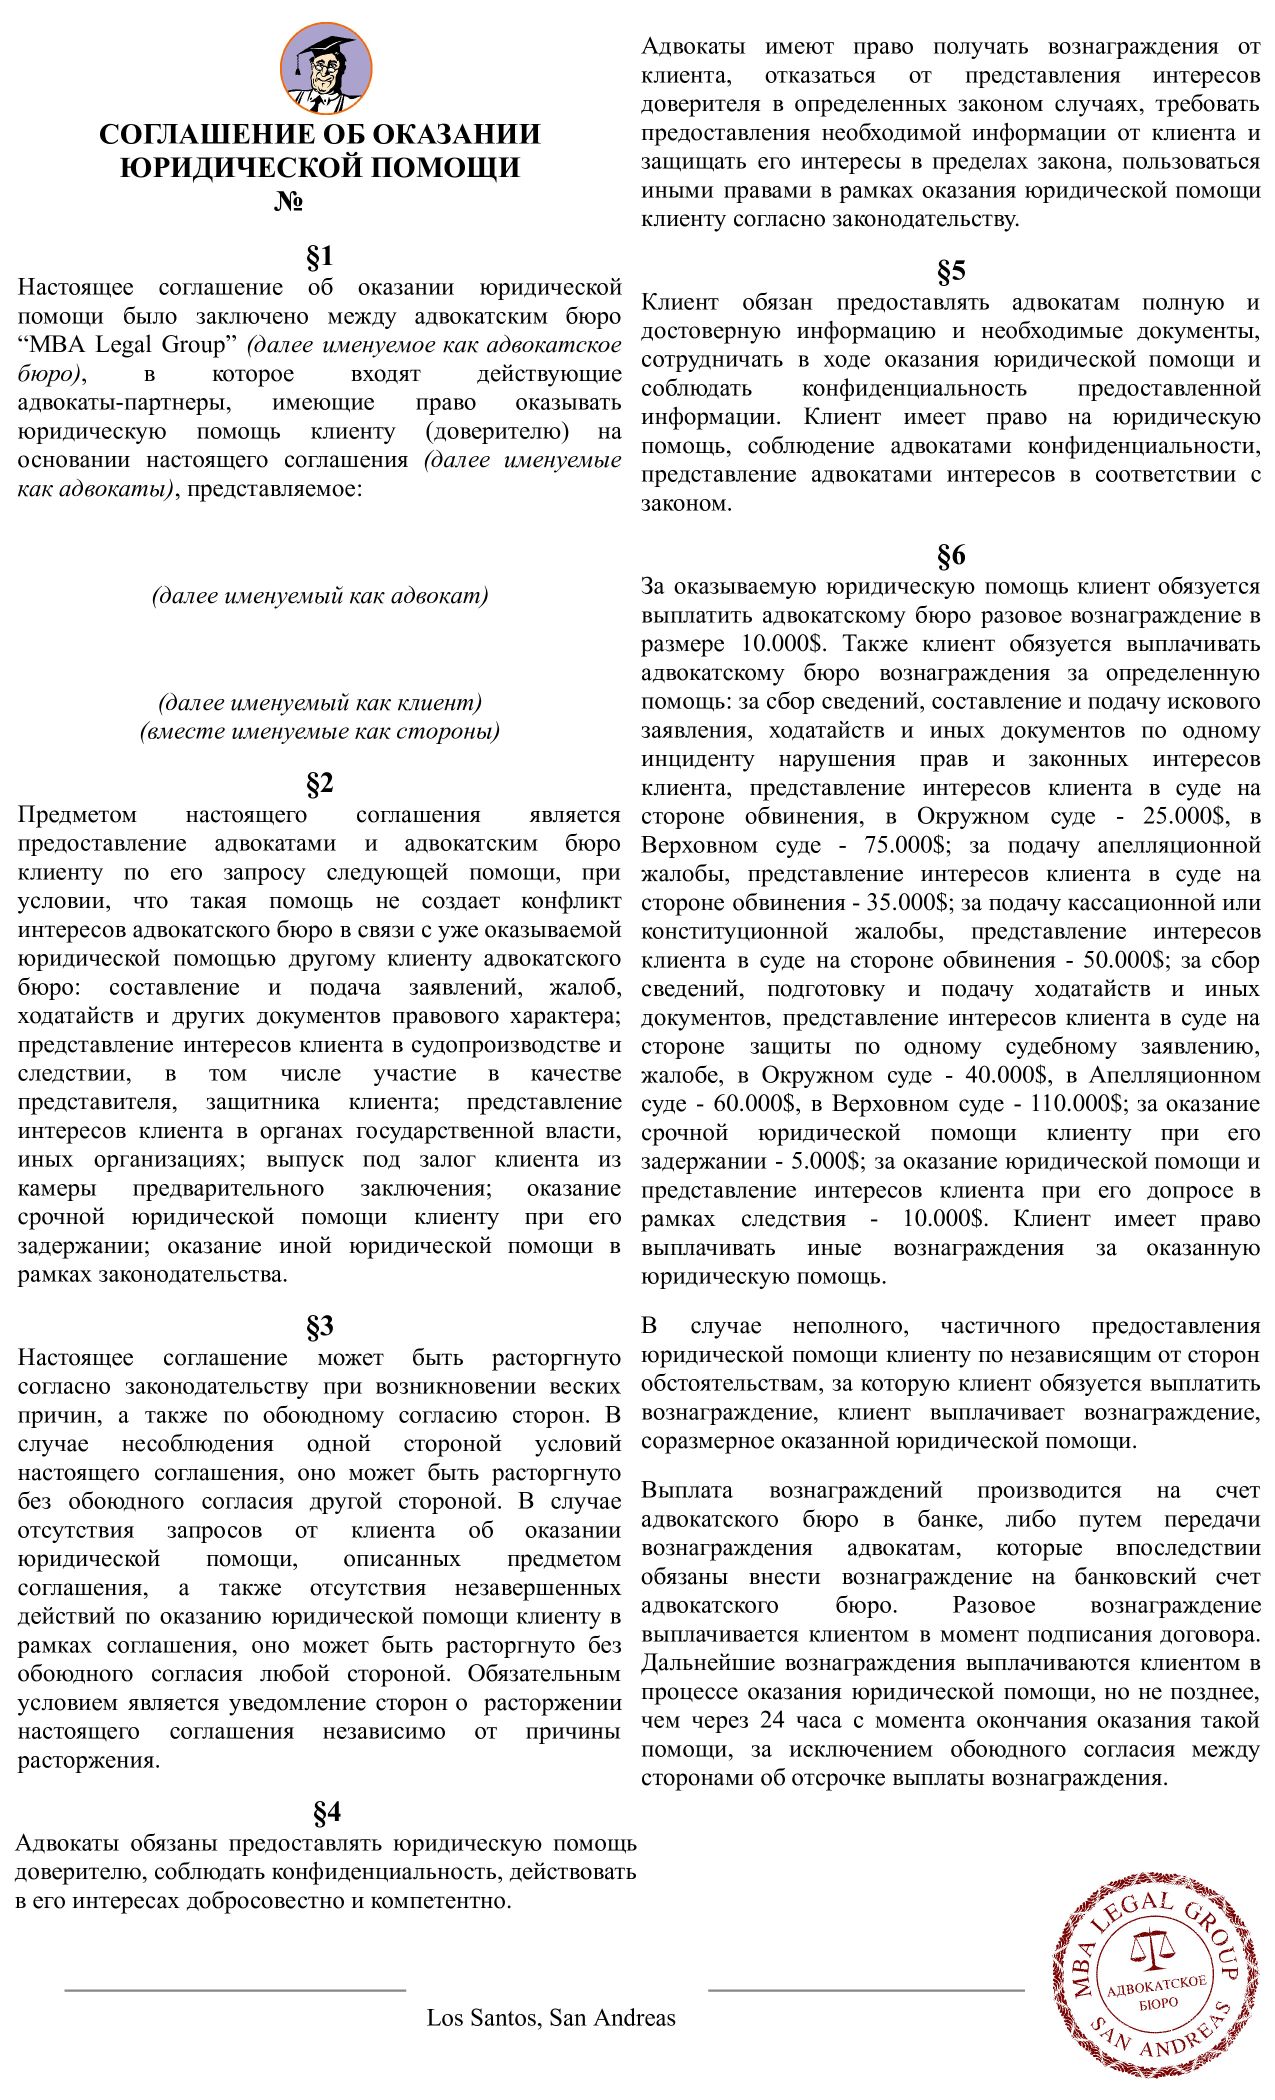 СОГЛАШЕНИЕ ОБ ОКАЗАНИИ
ЮРИДИЧЕСКОЙ ПОМОЩИ
№
§1
Настоящее соглашение об оказании юридической
помощи было заключено между адвокатским бюро
“MBA Legal Group” (далее именуемое как адвокатское
бюро), в которое входят действующие
адвокаты-партнеры, имеющие право оказывать
юридическую помощь клиенту (доверителю) на
основании настоящего соглашения (далее именуемые
как адвокаты), представляемое:
(далее именуемый как адвокат)
(далее именуемый как клиент)
(вместе именуемые как стороны)
§2
Предметом настоящего соглашения является
предоставление адвокатами и адвокатским бюро
клиенту по его запросу следующей помощи, при
условии, что такая помощь не создает конфликт
интересов адвокатского бюро в связи с уже оказываемой
юридической помощью другому клиенту адвокатского
бюро: составление и подача заявлений, жалоб,
ходатайств и других документов правового характера;
представление интересов клиента в судопроизводстве и
следствии, в том числе участие в качестве
представителя, защитника клиента; представление
интересов клиента в органах государственной власти,
иных организациях; выпуск под залог клиента из
камеры предварительного заключения; оказание
срочной юридической помощи клиенту при его
задержании; оказание иной юридической помощи в
рамках законодательства.
§3
Настоящее соглашение может быть расторгнуто
согласно законодательству при возникновении веских
причин, а также по обоюдному согласию сторон. В
случае несоблюдения одной стороной условий
настоящего соглашения, оно может быть расторгнуто
без обоюдного согласия другой стороной. В случае
отсутствия запросов от клиента об оказании
юридической помощи, описанных предметом
соглашения, а также отсутствия незавершенных
действий по оказанию юридической помощи клиенту в
рамках соглашения, оно может быть расторгнуто без
обоюдного согласия любой стороной. Обязательным
условием является уведомление сторон о расторжении
настоящего соглашения независимо от причины
расторжения.
§4
Адвокаты обязаны предоставлять юридическую помощь
доверителю, соблюдать конфиденциальность, действовать
в его интересах добросовестно и компетентно.
Адвокаты имеют право получать вознаграждения от
клиента, отказаться от представления интересов
доверителя в определенных законом случаях, требовать
предоставления необходимой информации от клиента и
защищать его интересы в пределах закона, пользоваться
иными правами в рамках оказания юридической помощи
клиенту согласно законодательству.
§5
Клиент обязан предоставлять адвокатам полную и
достоверную информацию и необходимые документы,
сотрудничать в ходе оказания юридической помощи и
соблюдать конфиденциальность предоставленной
информации. Клиент имеет право на юридическую
помощь, соблюдение адвокатами конфиденциальности,
представление адвокатами интересов в соответствии с
законом.
§6
За оказываемую юридическую помощь клиент обязуется
выплатить адвокатскому бюро разовое вознаграждение в
размере 10.000$. Также клиент обязуется выплачивать
адвокатскому бюро вознаграждения за определенную
помощь: за сбор сведений, составление и подачу искового
заявления, ходатайств и иных документов по одному
инциденту нарушения прав и законных интересов
клиента, представление интересов клиента в суде на
стороне обвинения, в Окружном суде - 25.000$, в
Верховном суде - 75.000$; за подачу апелляционной
жалобы, представление интересов клиента в суде на
стороне обвинения - 35.000$; за подачу кассационной или
конституционной жалобы, представление интересов
клиента в суде на стороне обвинения - 50.000$; за сбор
сведений, подготовку и подачу ходатайств и иных
документов, представление интересов клиента в суде на
стороне защиты по одному судебному заявлению,
жалобе, в Окружном суде - 40.000$, в Апелляционном
суде - 60.000$, в Верховном суде - 110.000$; за оказание
срочной юридической помощи клиенту при его
задержании - 5.000$; за оказание юридической помощи и
представление интересов клиента при его допросе в
рамках следствия - 10.000$. Клиент имеет право
выплачивать иные вознаграждения за оказанную
юридическую помощь.
В случае неполного, частичного предоставления
юридической помощи клиенту по независящим от сторон
обстоятельствам, за которую клиент обязуется выплатить
вознаграждение, клиент выплачивает вознаграждение,
соразмерное оказанной юридической помощи.
Выплата вознаграждений производится на счет
адвокатского бюро в банке, либо путем передачи
вознаграждения адвокатам, которые впоследствии
обязаны внести вознаграждение на банковский счет
адвокатского бюро. Разовое вознаграждение
выплачивается клиентом в момент подписания договора.
Дальнейшие вознаграждения выплачиваются клиентом в
процессе оказания юридической помощи, но не позднее,
чем через 24 часа с момента окончания оказания такой
помощи, за исключением обоюдного согласия между
сторонами об отсрочке выплаты вознаграждения.
Los Santos, San Andreas
MBA LEGAL GROUP
АДВОКАТСКОЕ
БЮРО
SAN ANDREAS